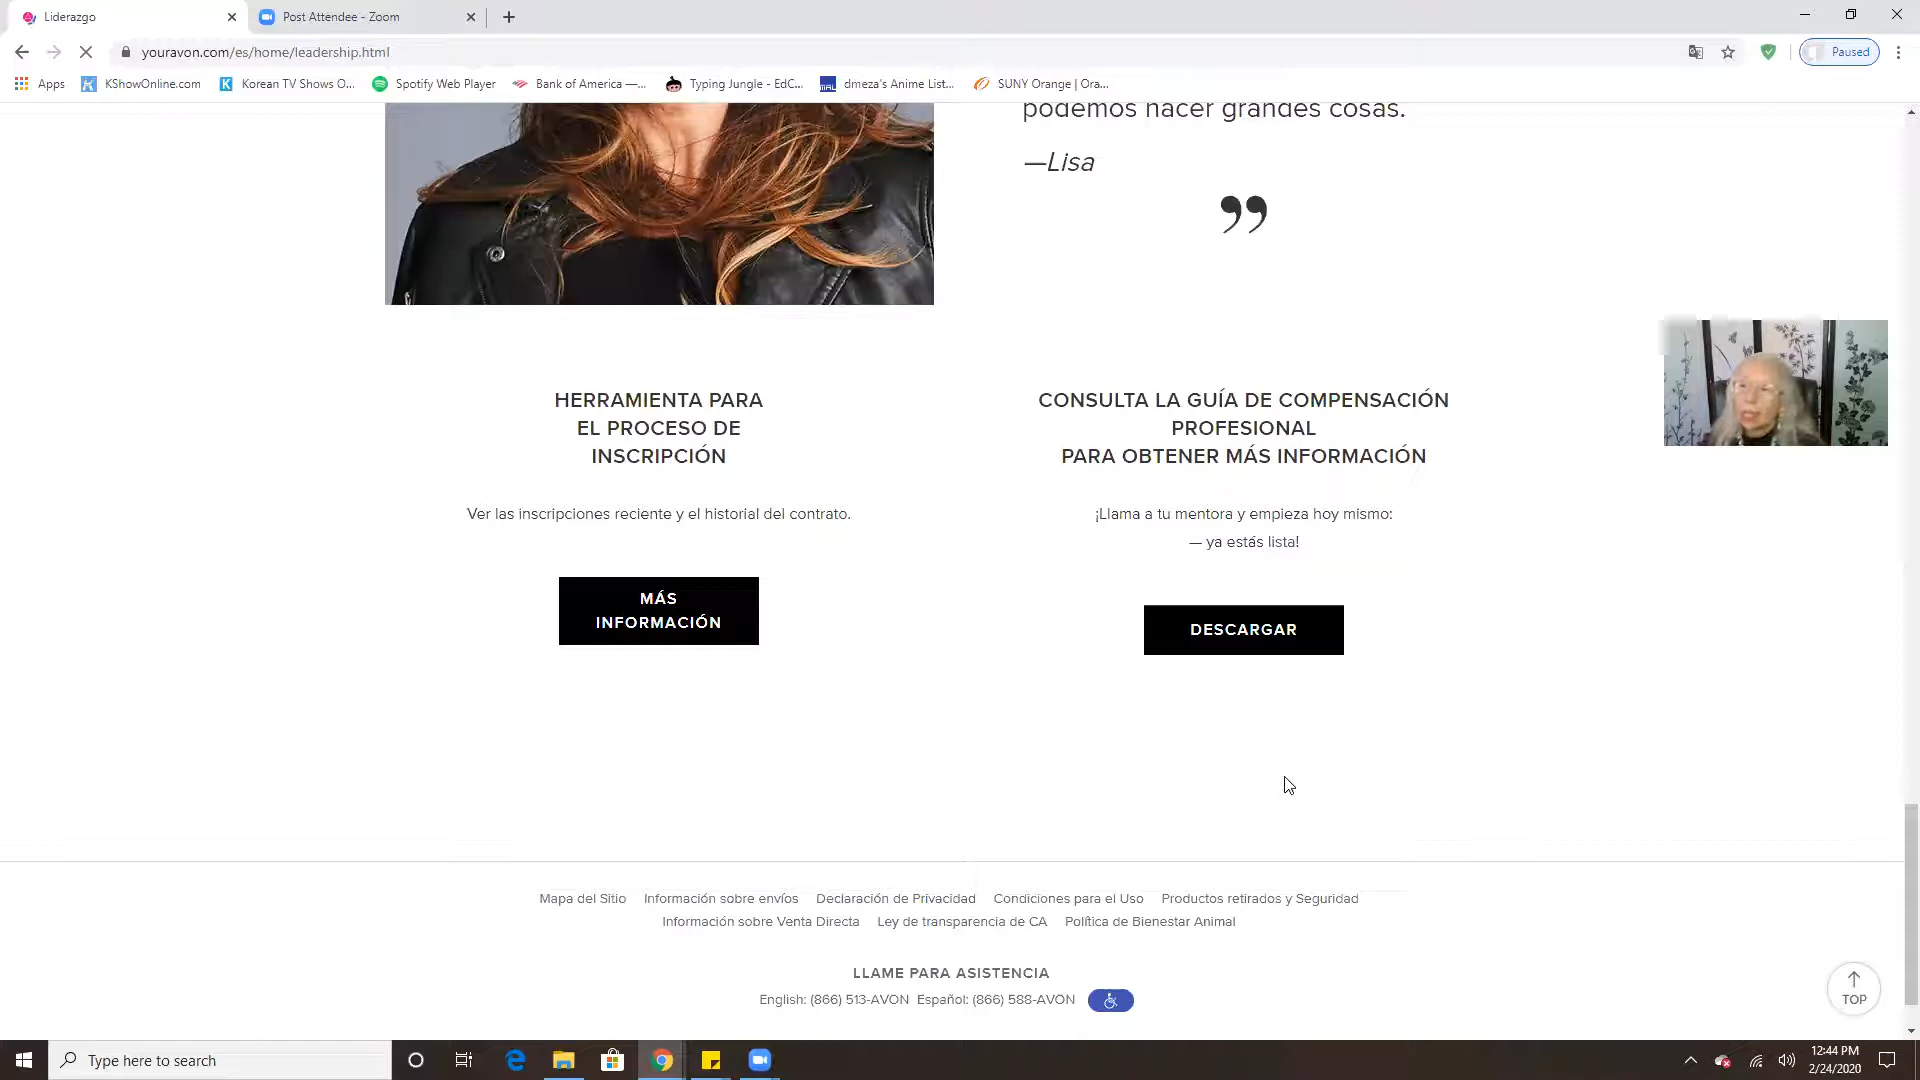 Liderazgo
Post Attendee - Zoom
youravon.com/es/home/leadership.html
Paused
Apps
KShowOnline.com
Korean TV Shows O...
Spotify Web Player
Bank of America —...
Typing Jungle - EdC...
dmeza's Anime List...
SUNY Orange | Ora...
podemos hacer grandes cosas.
—Lisa
”
HERRAMIENTA PARA
EL PROCESO DE
INSCRIPCIÓN
Ver las inscripciones reciente y el historial del contrato.
MÁS
INFORMACIÓN
CONSULTA LA GUÍA DE COMPENSACIÓN
PROFESIONAL
PARA OBTENER MÁS INFORMACIÓN
¡Llama a tu mentora y empieza hoy mismo:
— ya estás lista!
DESCARGAR
Mapa del Sitio Información sobre envíos Declaración de Privacidad Condiciones para el Uso Productos retirados y Seguridad
Información sobre Venta Directa Ley de transparencia de CA Política de Bienestar Animal
LLAME PARA ASISTENCIA
English: (866) 513-AVON Español: (866) 588-AVON
TOP
Type here to search
12:44 PM
2/24/2020